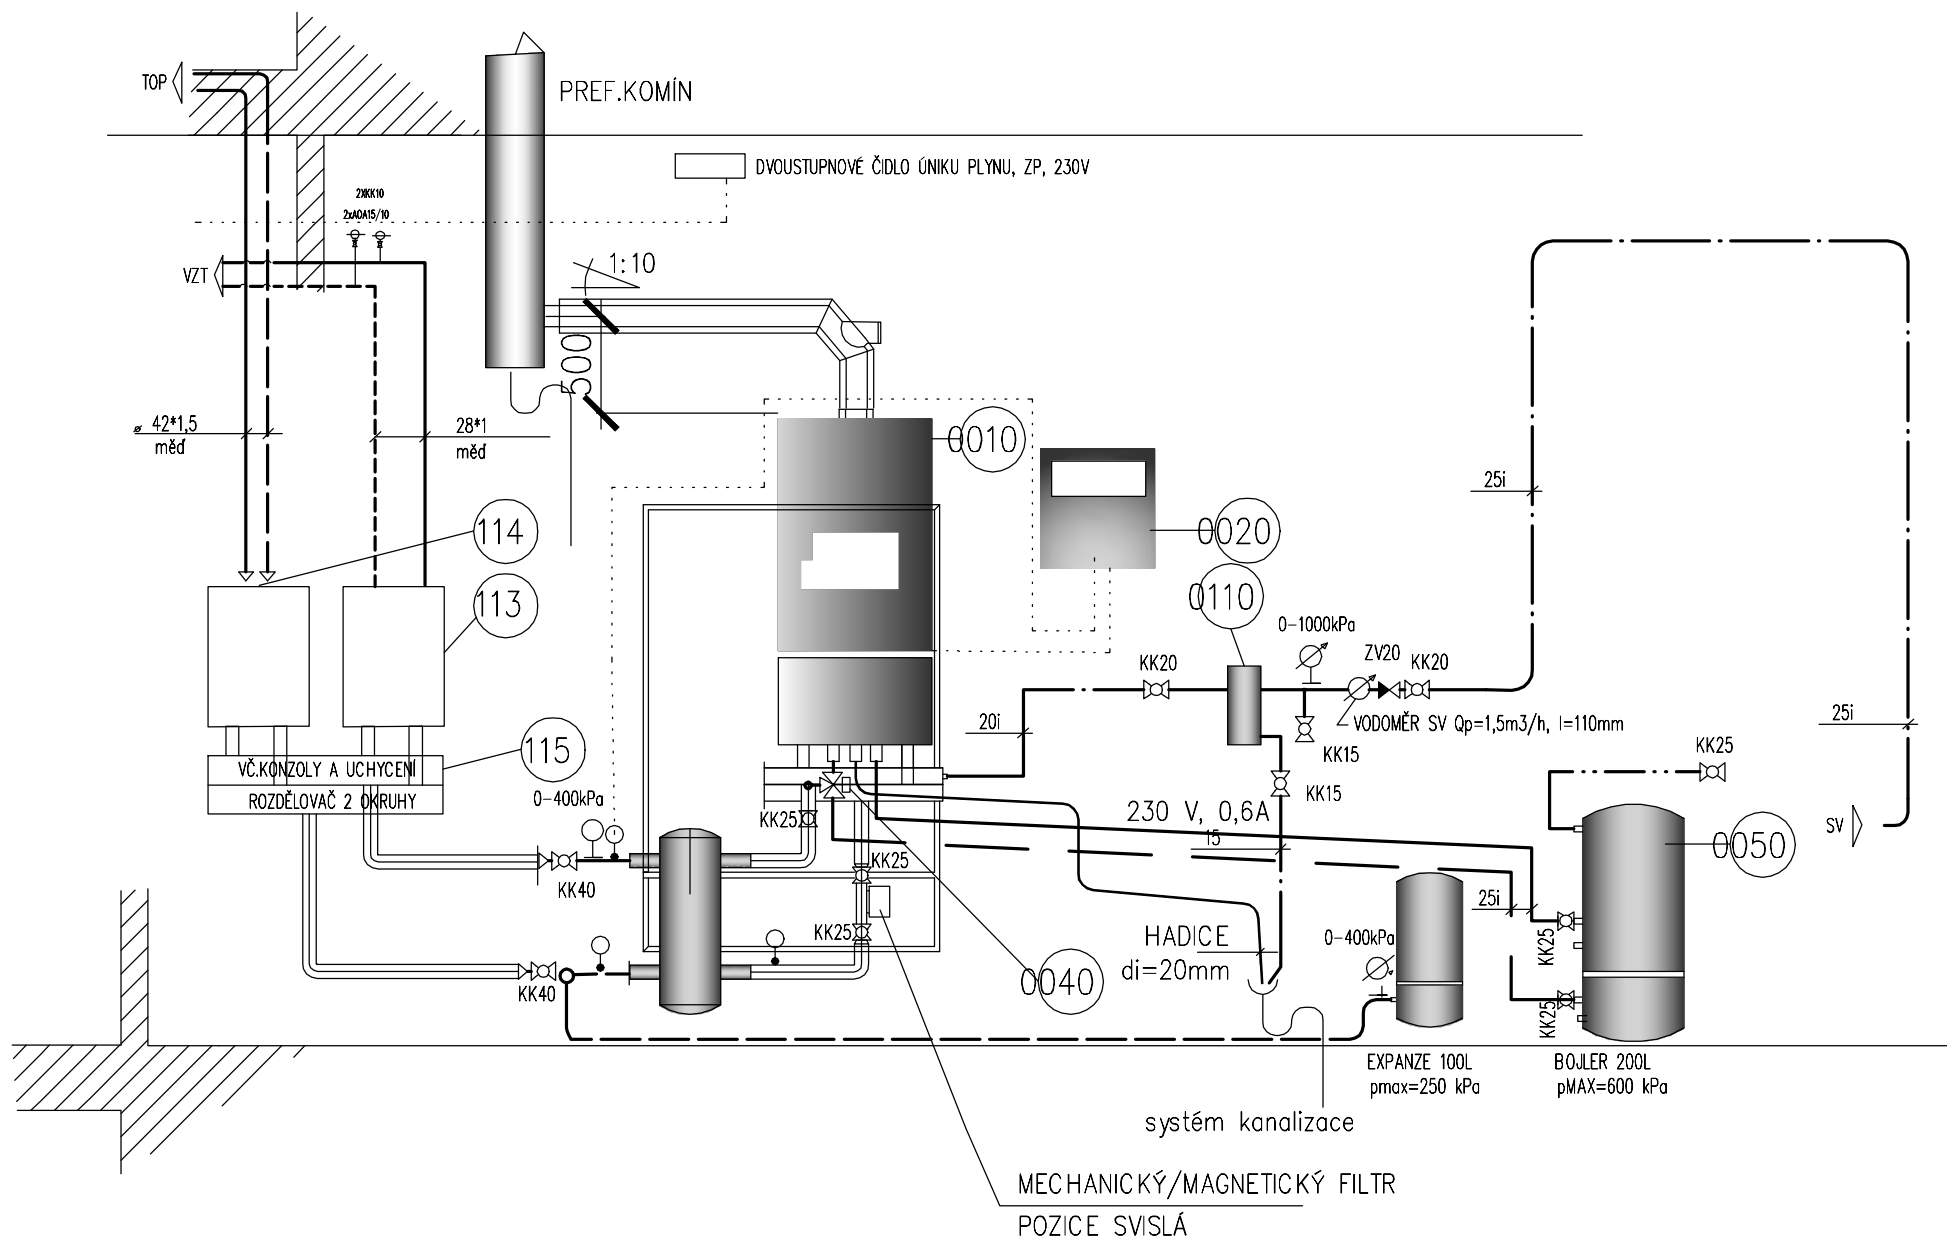 TOP
PREF.KOMÍN
DVOUSTUPNOVÉ ČIDLO ÚNIKU PLYNU, ZP, 230V
2XKK10
2xAOA15/10
VZT
1:10
500
⌀ 42*1,5
měď
28*1
měď
0010
0020
114
113
0110
25i
0-1000kPa
ZV20
KK20
KK20
20i
VODOMĚR SV Qp=1,5m3/h, l=110mm
25i
KK15
KK25
115
VČ.KONZOLY A UCHYCENÍ
ROZDĚLOVAČ 2 OKRUHY
0-400kPa
KK25
KK15
230 V, 0,6A
15
SV
0050
KK40
KK25
25i
KK25
HADICE
di=20mm
0-400kPa
KK25
KK40
0040
KK25
EXPANZE 100L
pmax=250 kPa
BOJLER 200L
pMAX=600 kPa
systém kanalizace
MECHANICKÝ/MAGNETICKÝ FILTR
POZICE SVISLÁ